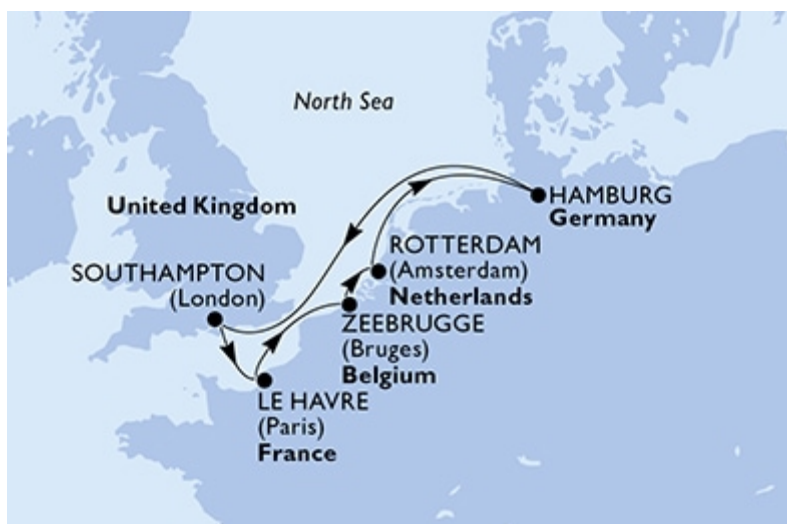 North Sea
United Kingdom
HAMBURG
Germany
ROTTERDAM
(Amsterdam)
Netherlands
SOUTHAMPTON
(London)
ZEEBRUGGE
(Bruges)
Belgium
LE HAVRE
(Paris)
France